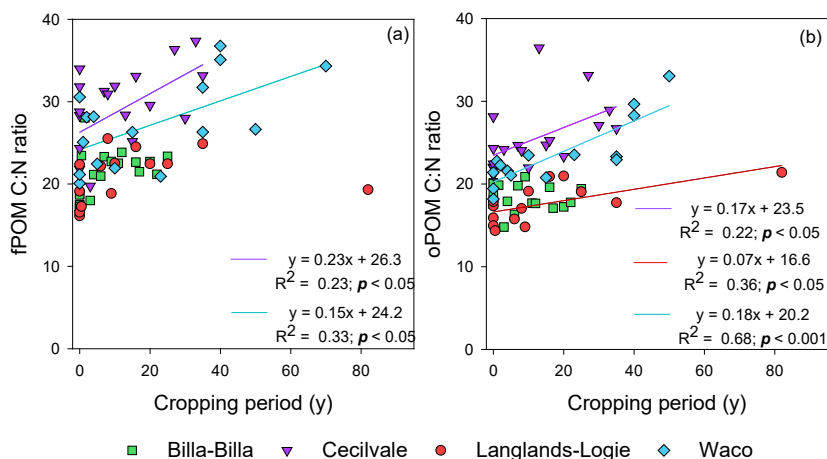 (a)
40
30
20
10
0
fPOM C:N ratio
0 20 40 60 80
Cropping period (y)
y = 0.23x + 26.3
R2 = 0.23; p < 0.05
y = 0.15x + 24.2
R2 = 0.33; p < 0.05
(b)
40
30
20
10
0
oPOM C:N ratio
0 20 40 60 80
Cropping period (y)
y = 0.17x + 23.5
R2 = 0.22; p < 0.05
y = 0.07x + 16.6
R2 = 0.36; p < 0.05
y = 0.18x + 20.2
R2 = 0.68; p < 0.001
Billa-Billa Cecilvale Langlands-Logie Waco